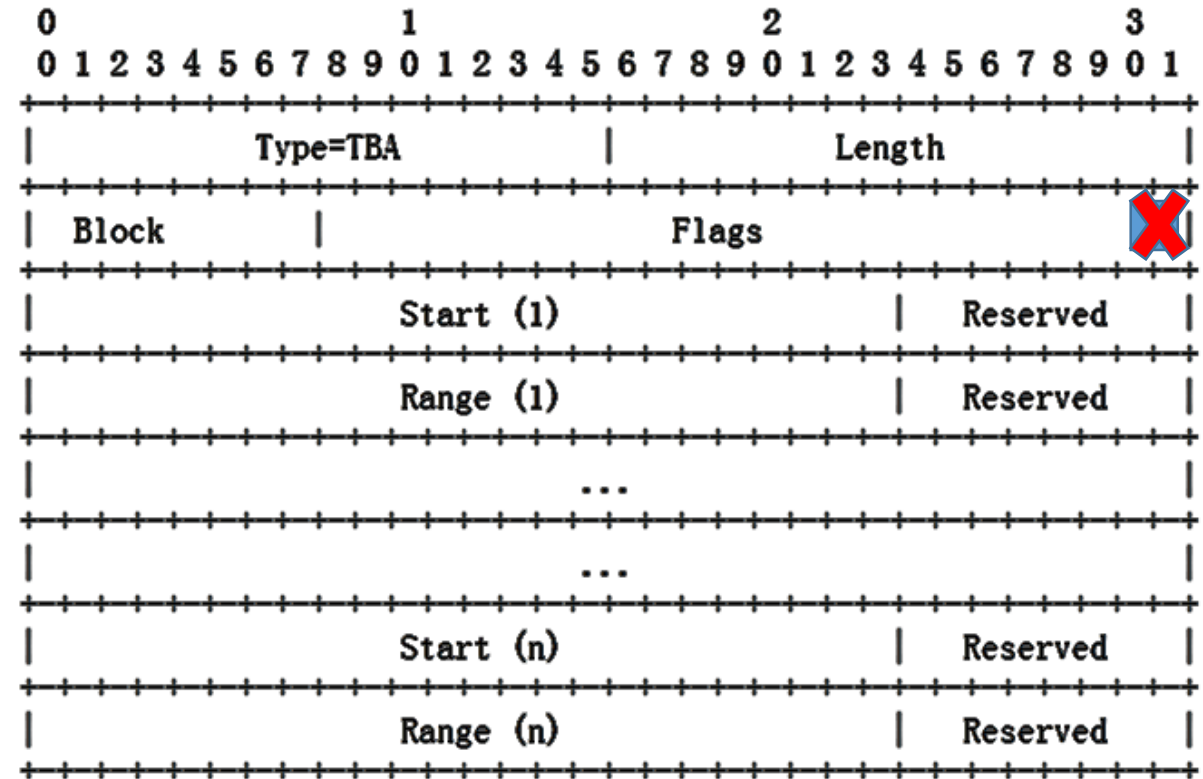 0 1 2 3
0 1 2 3 4 5 6 7 8 9 0 1 2 3 4 5 6 7 8 9 0 1 2 3 4 5 6 7 8 9 0 1
Type=TBA Length
Block Flags
Start (1) Reserved
Range (1) Reserved
...
...
Start (n) Reserved
Range (n) Reserved